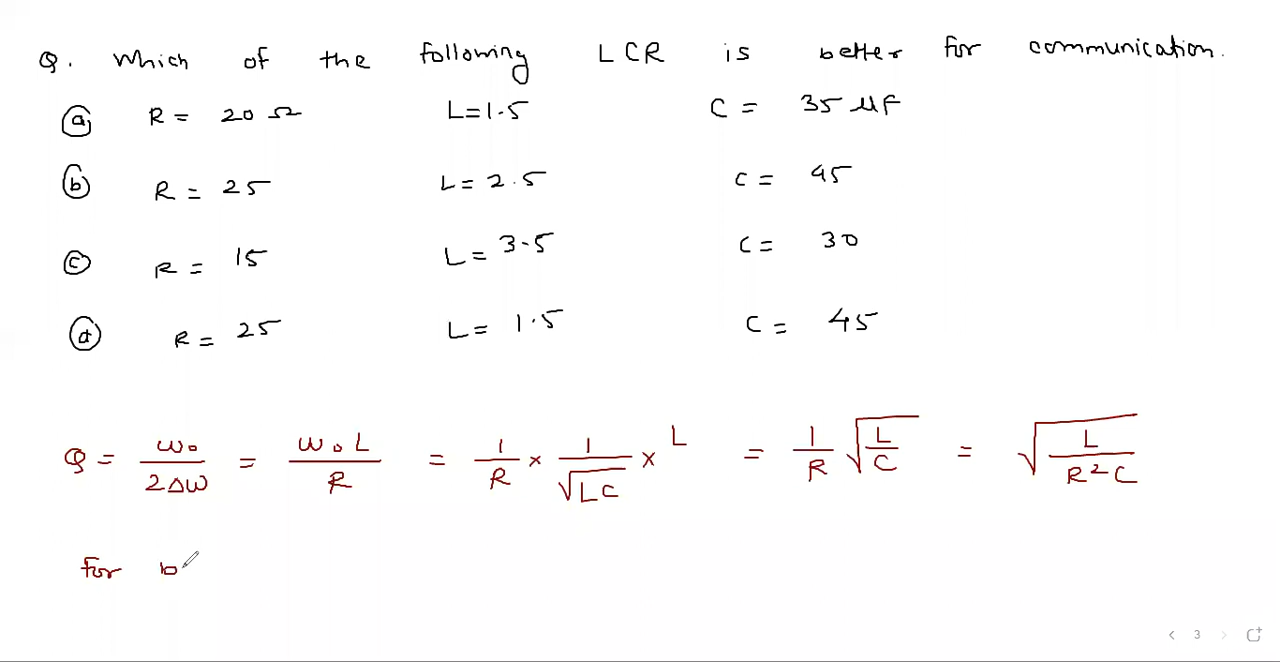 Q. Which of the following LCR is better for communication.
(a) R = 20 Ω L=1.5 C = 35 μF
(b) R = 25 L= 2.5 C = 45
(c) R = 15 L= 3.5 C= 30
(d) R = 25 L= 1.5 C = 45
Q = ω₀/2Δω = ω₀L/R = 1/R × 1/√LC × L = 1/R √(L/C) = √(L/R²C)
For b
< 3 >